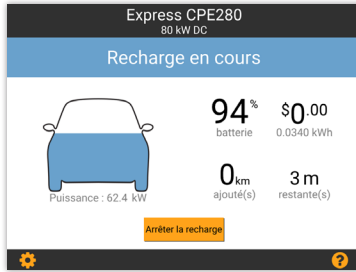 Express CPE280
80 kW DC
Recharge en cours
94% $0.00
batterie 0.0340 kWh
0km 3 m
ajouté(s) restante(s)
Puissance : 62.4 kW
Arrêter la recharge
?